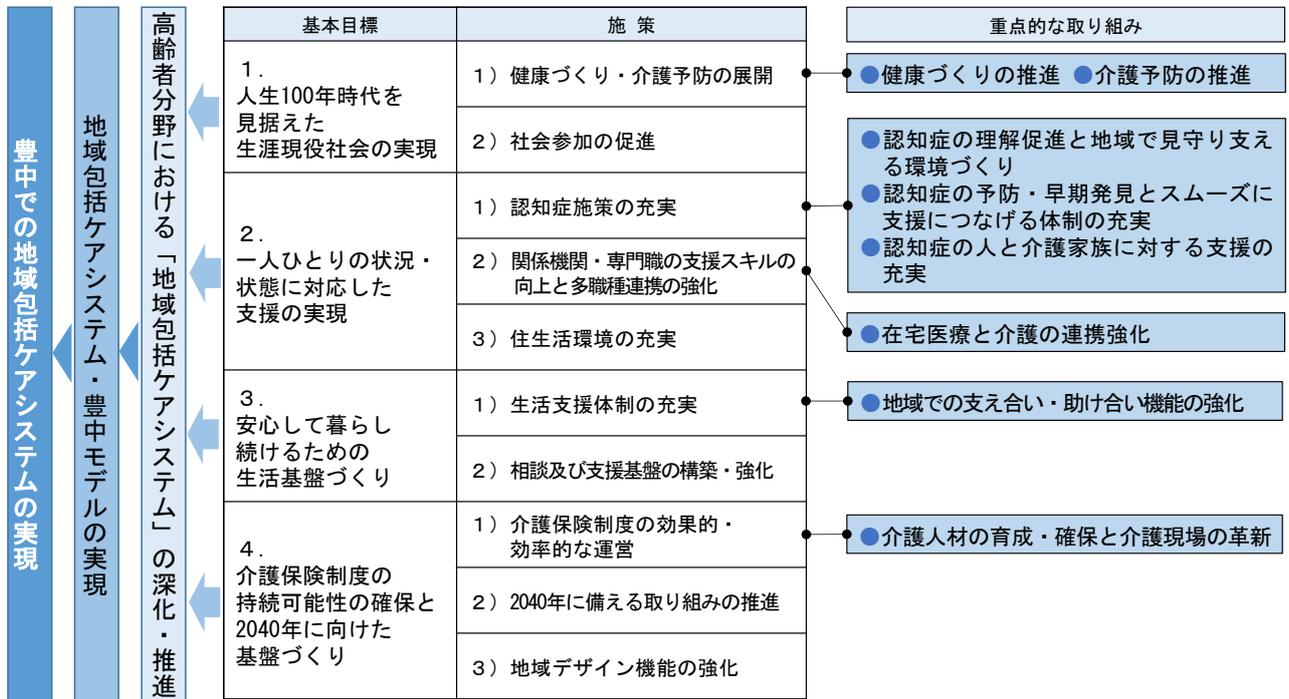 豊中での地域包括ケアシステムの実現
地域包括ケアシステム・豊中モデルの実現
高齢者分野における「地域包括ケアシステム」の深化・推進
基本目標
施 策
重点的な取り組み
1.
人生100年時代を
見据えた
生涯現役社会の実現
1）健康づくり・介護予防の展開
●健康づくりの推進 ●介護予防の推進
2）社会参加の促進
2.
一人ひとりの状況・
状態に対応した
支援の実現
1）認知症施策の充実
●認知症の理解促進と地域で見守り支え
る環境づくり
●認知症の予防・早期発見とスムーズに
支援につなげる体制の充実
●認知症の人と介護家族に対する支援の
充実
2）関係機関・専門職の支援スキルの
向上と多職種連携の強化
●在宅医療と介護の連携強化
3）住生活環境の充実
3.
安心して暮らし
続けるための
生活基盤づくり
1）生活支援体制の充実
●地域での支え合い・助け合い機能の強化
2）相談及び支援基盤の構築・強化
4.
介護保険制度の
持続可能性の確保と
2040年に向けた
基盤づくり
1）介護保険制度の効果的・
効率的な運営
●介護人材の育成・確保と介護現場の革新
2）2040年に備える取り組みの推進
3）地域デザイン機能の強化